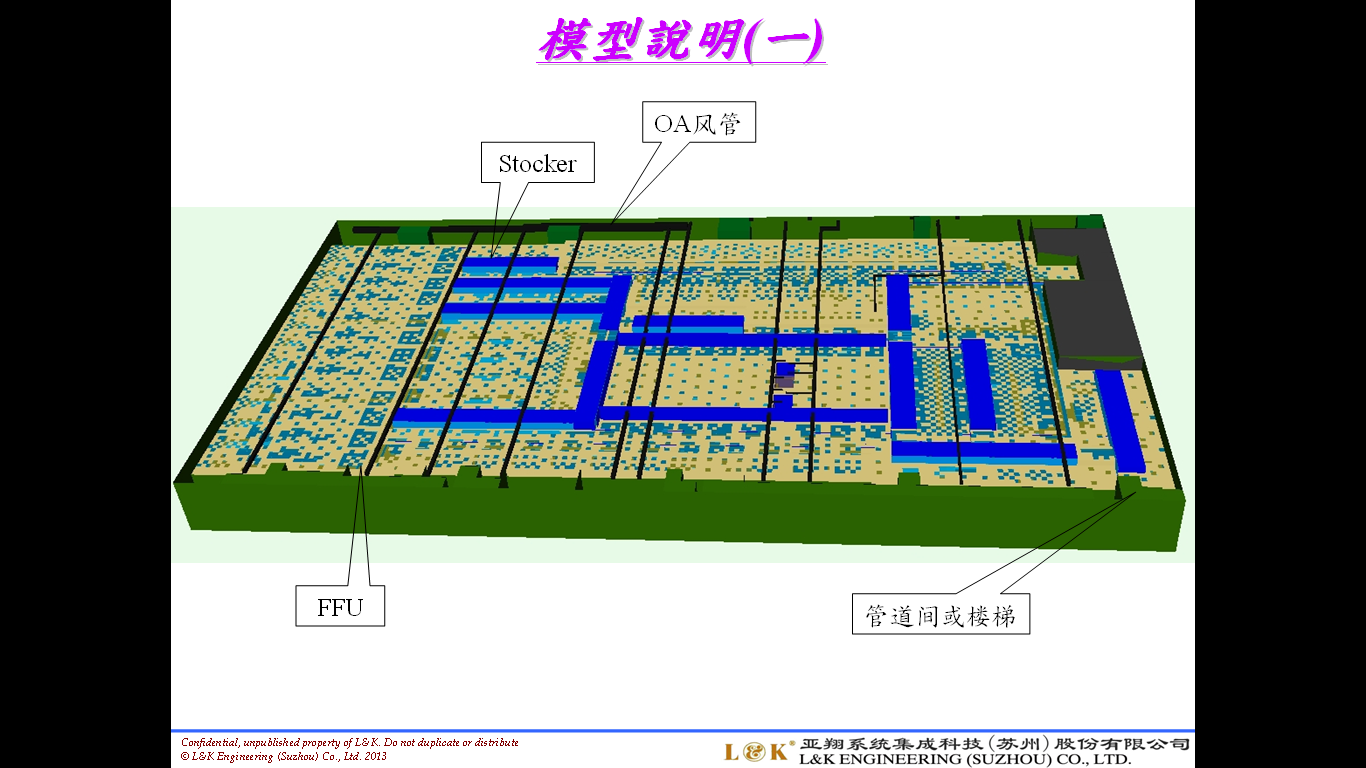 模型說明(一)
OA风管
Stocker
FFU
管道间或楼梯
Confidential, unpublished property of L&K. Do not duplicate or distribute
© L&K Engineering (Suzhou) Co., Ltd. 2013
L&K® 亚翔系统集成科技(苏州)股份有限公司
L&K ENGINEERING (SUZHOU) CO., LTD.